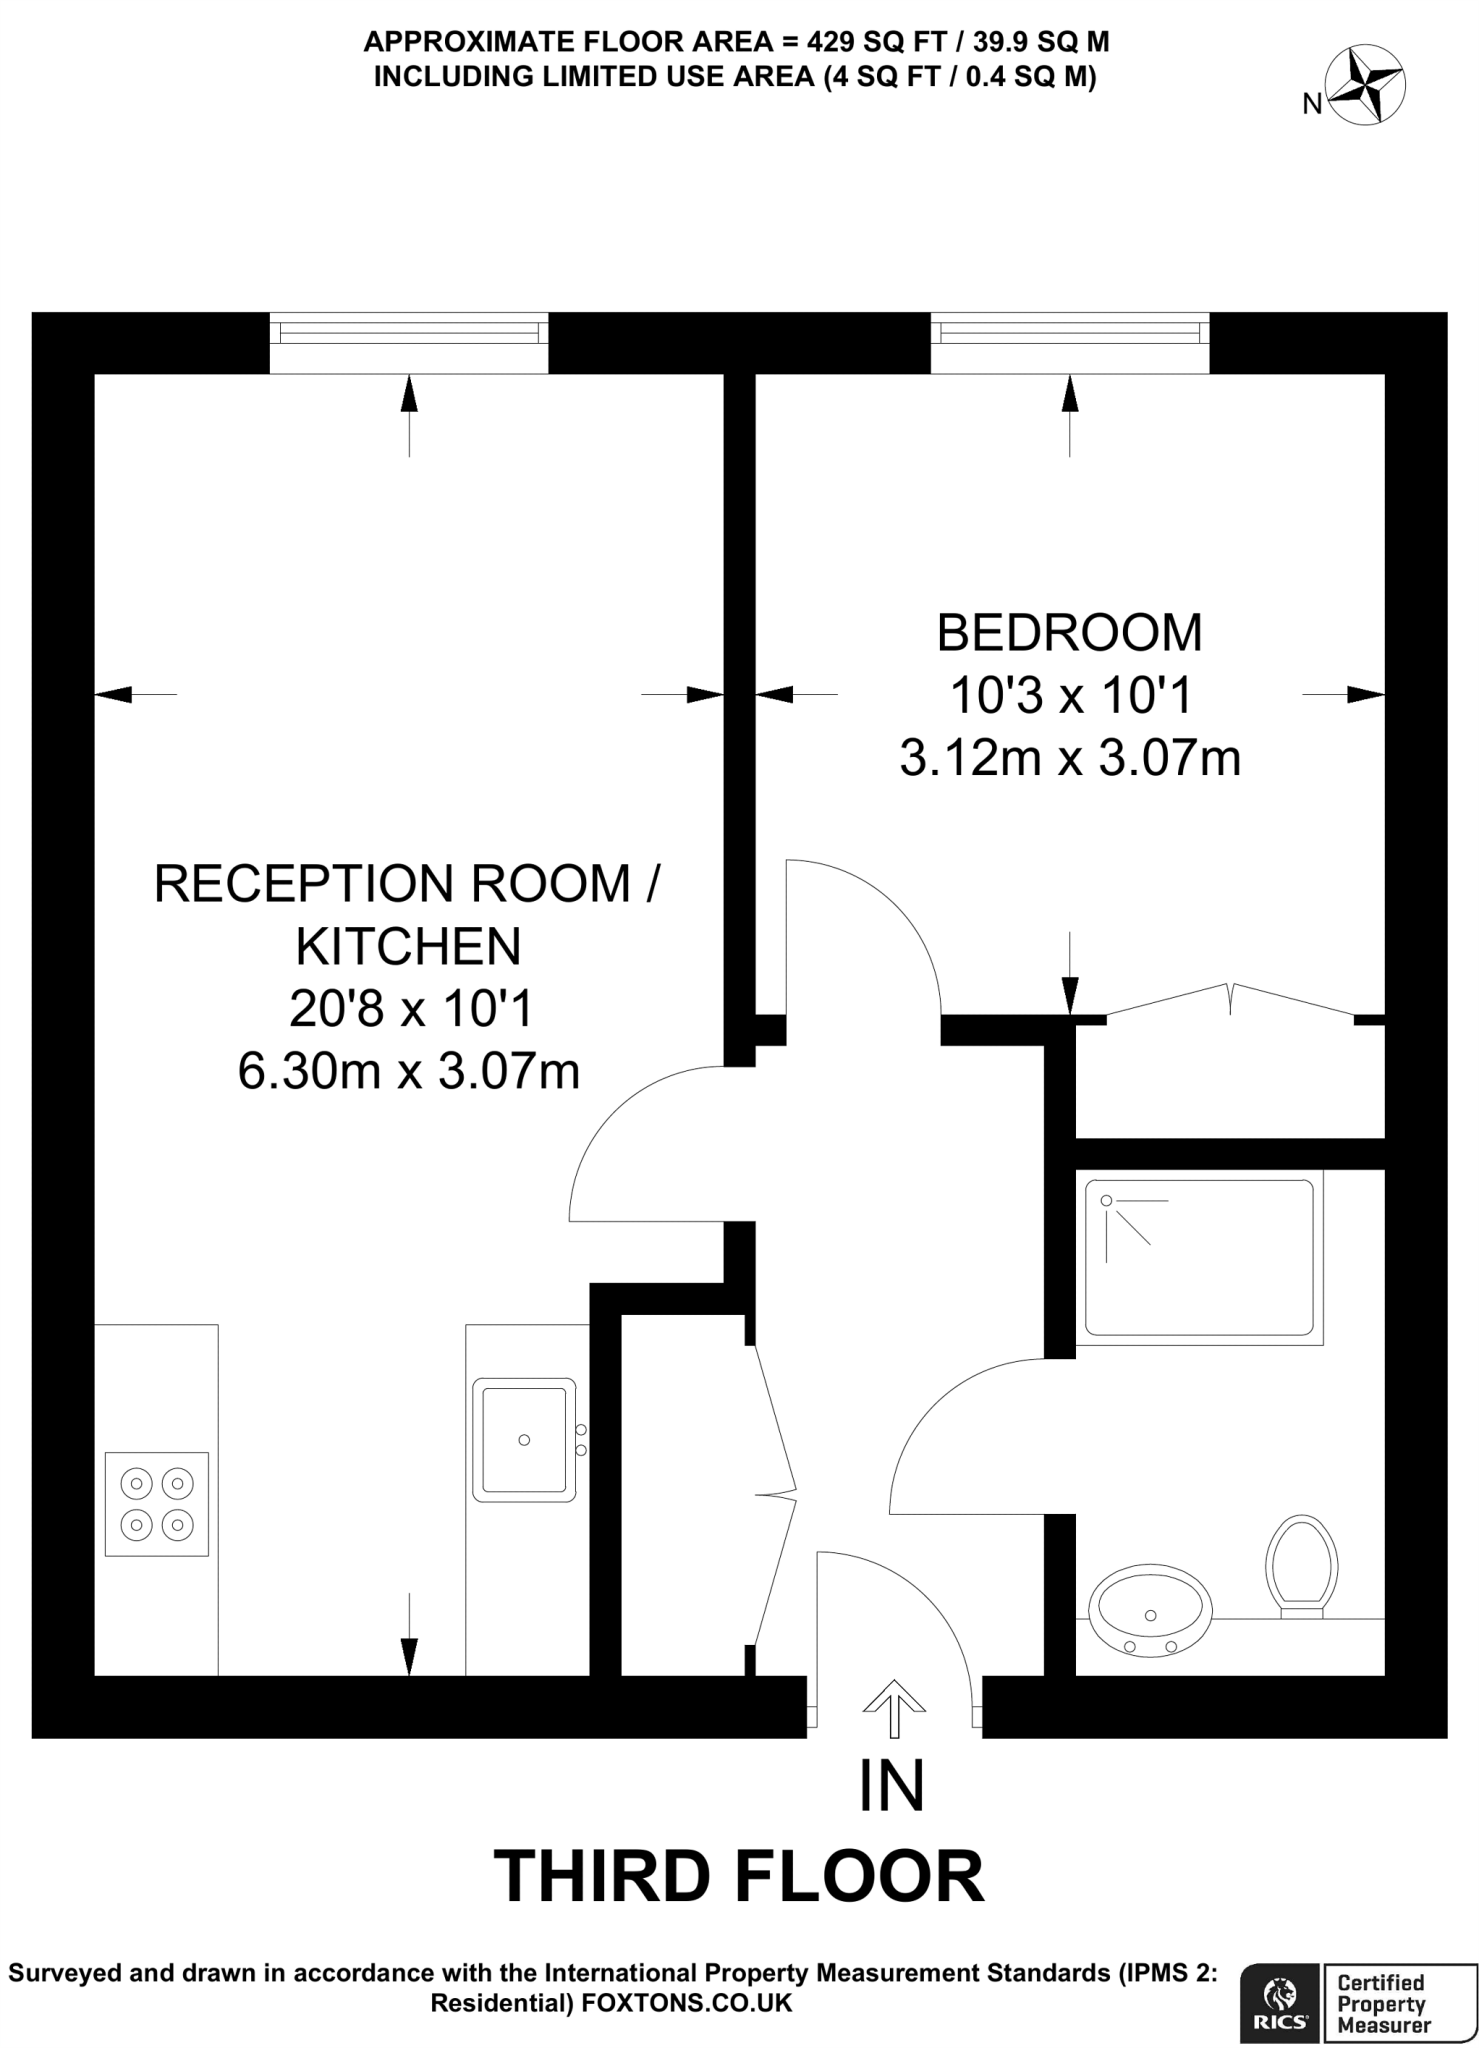 APPROXIMATE FLOOR AREA = 429 SQ FT / 39.9 SQ M
INCLUDING LIMITED USE AREA (4 SQ FT / 0.4 SQ M)
N
BEDROOM
10'3 x 10'1
3.12m x 3.07m
RECEPTION ROOM /
KITCHEN
20'8 x 10'1
6.30m x 3.07m
IN
THIRD FLOOR
Surveyed and drawn in accordance with the International Property Measurement Standards (IPMS 2:
Residential) FOXTONS.CO.UK
RICS
Certified
Property
Measurer